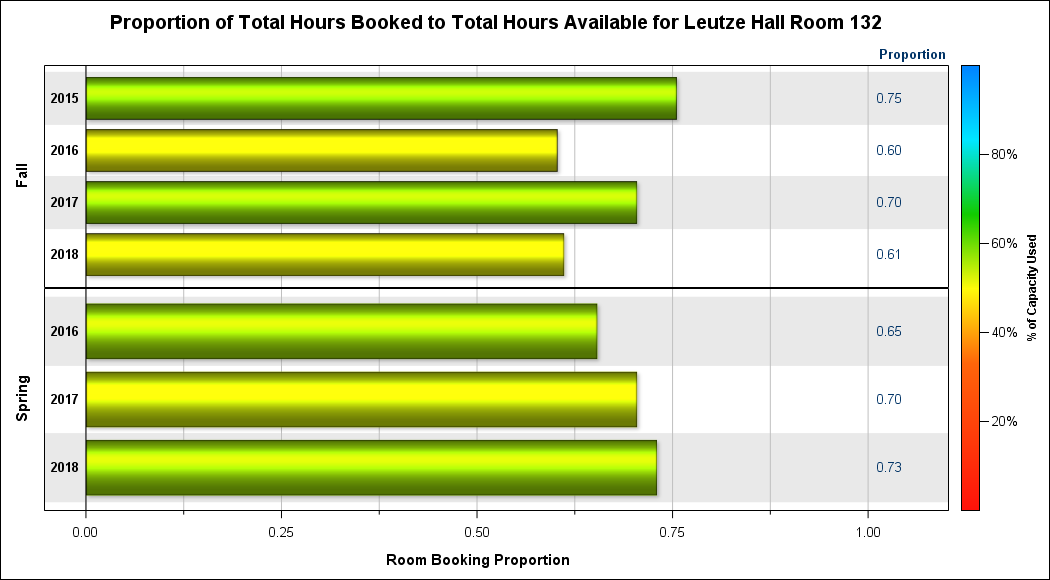 Proportion of Total Hours Booked to Total Hours Available for Leutze Hall Room 132
Proportion
Fall
2015 0.75
2016 0.60
2017 0.70
2018 0.61
Spring
2016 0.65
2017 0.70
2018 0.73
0.00 0.25 0.50 0.75 1.00
Room Booking Proportion
80%
60%
40%
20%
% of Capacity Used